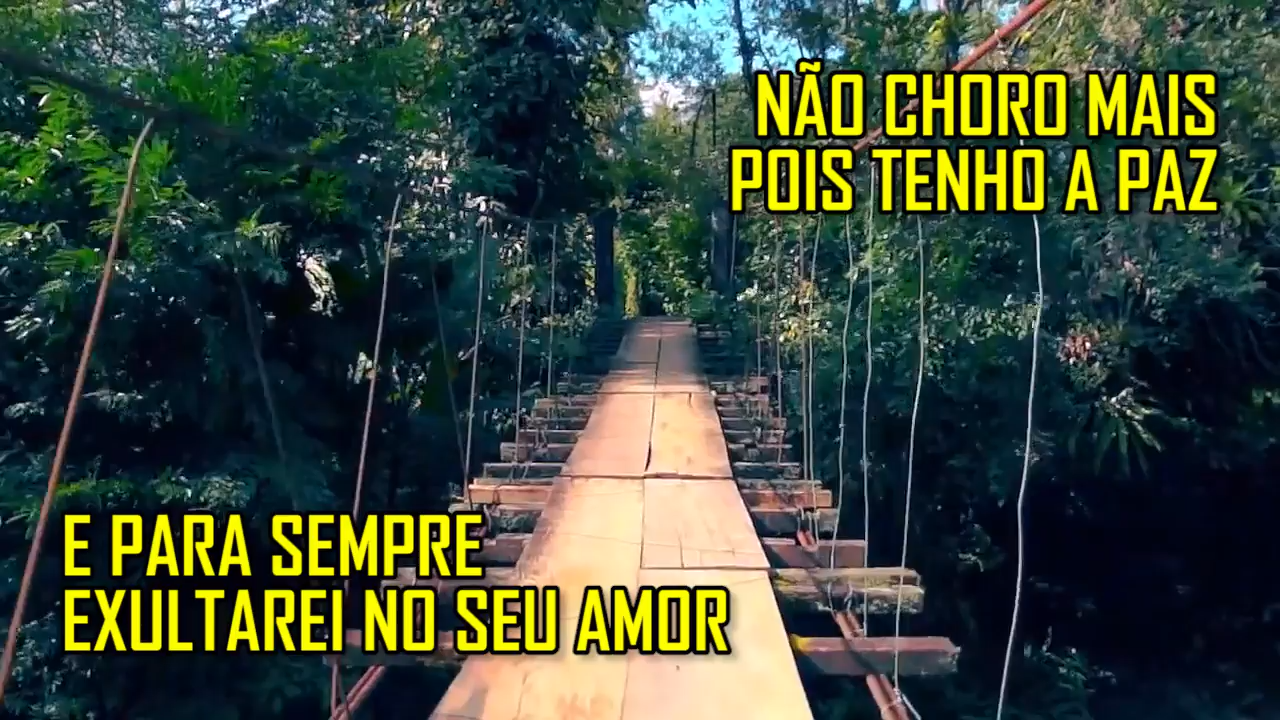 NÃO CHORO MAIS
POIS TENHO A PAZ
E PARA SEMPRE
EXULTAREI NO SEU AMOR